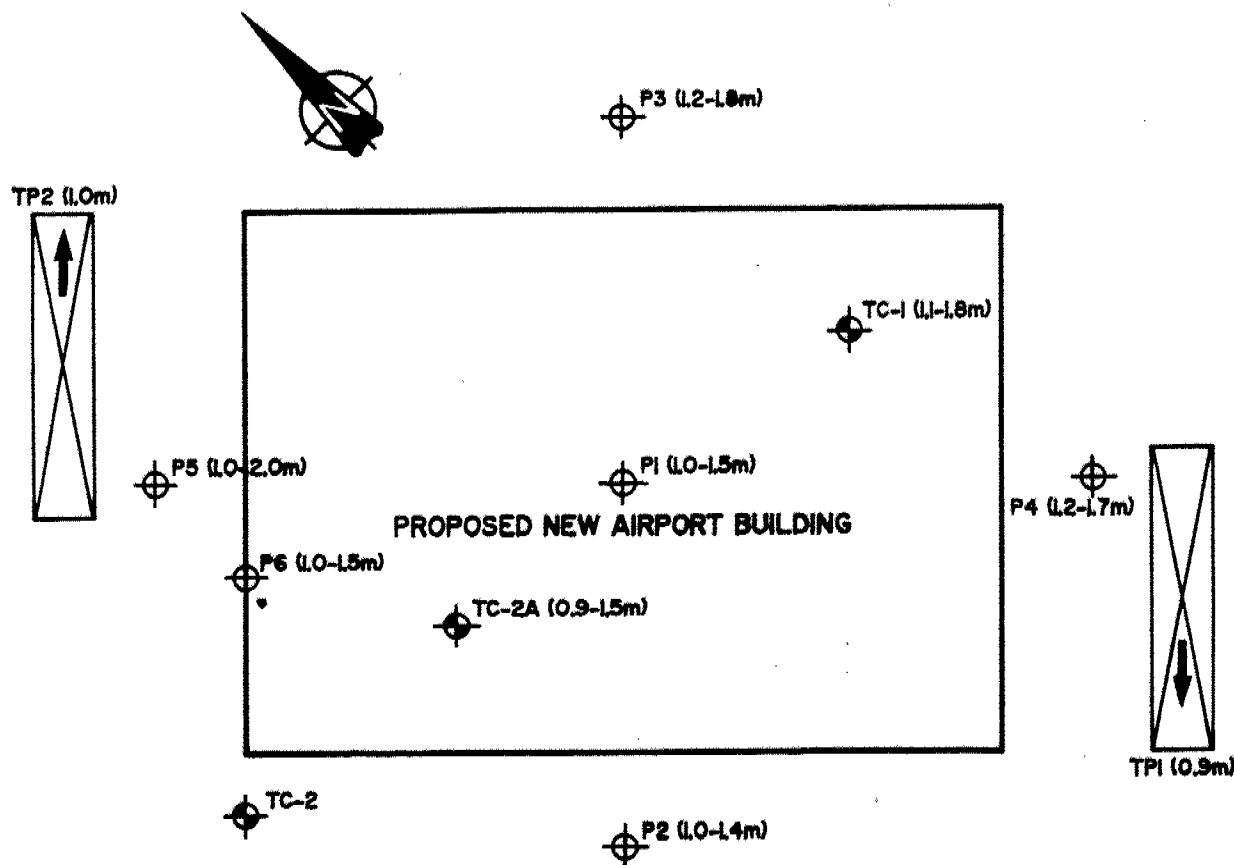 P3 (1.2-1.8m)
N
TP2 (1.0m)
TC-1 (1.1-1.8m)
P5 (1.0-2.0m)
P1 (1.0-1.5m)
P4 (1.2-1.7m)
PROPOSED NEW AIRPORT BUILDING
P6 (1.0-1.5m)
TC-2A (0.9-1.5m)
TP1 (0.9m)
TC-2
P2 (1.0-1.4m)